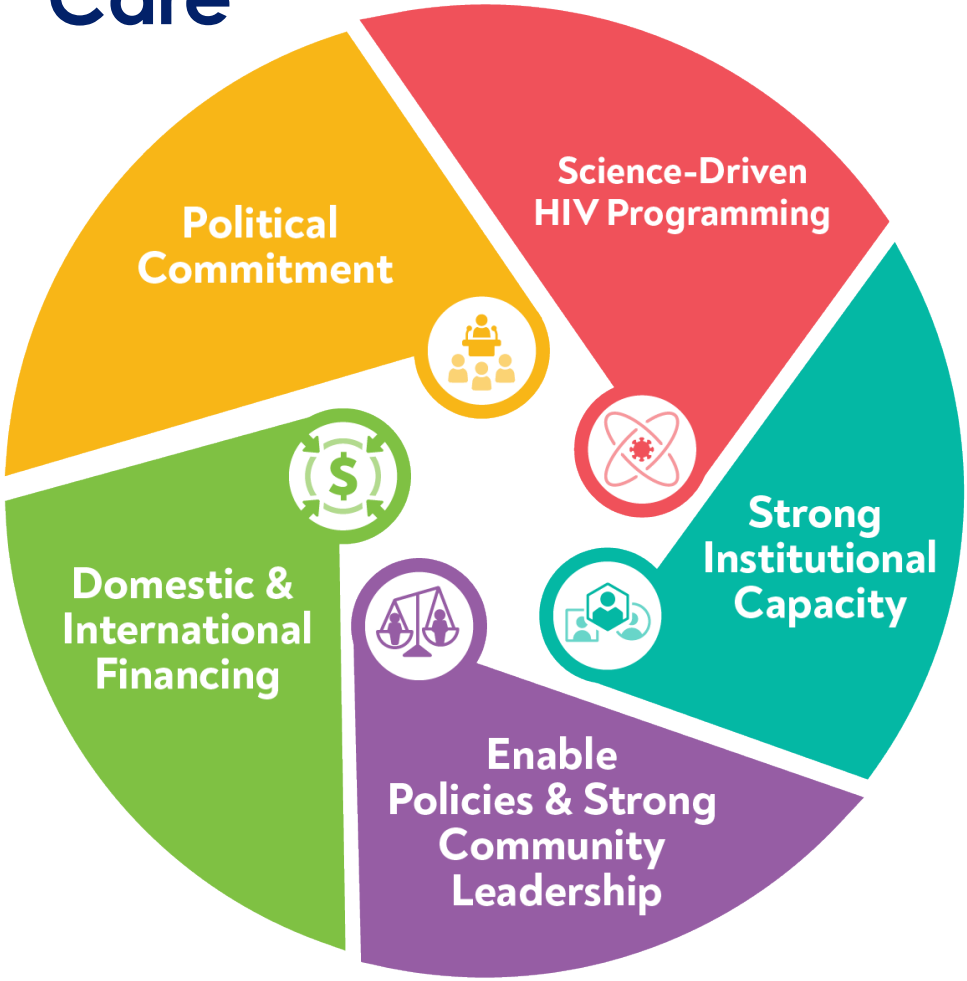 Care
Science-Driven
HIV Programming
Political
Commitment
Strong
Institutional
Capacity
Domestic &
International
Financing
$
Enable
Policies & Strong
Community
Leadership